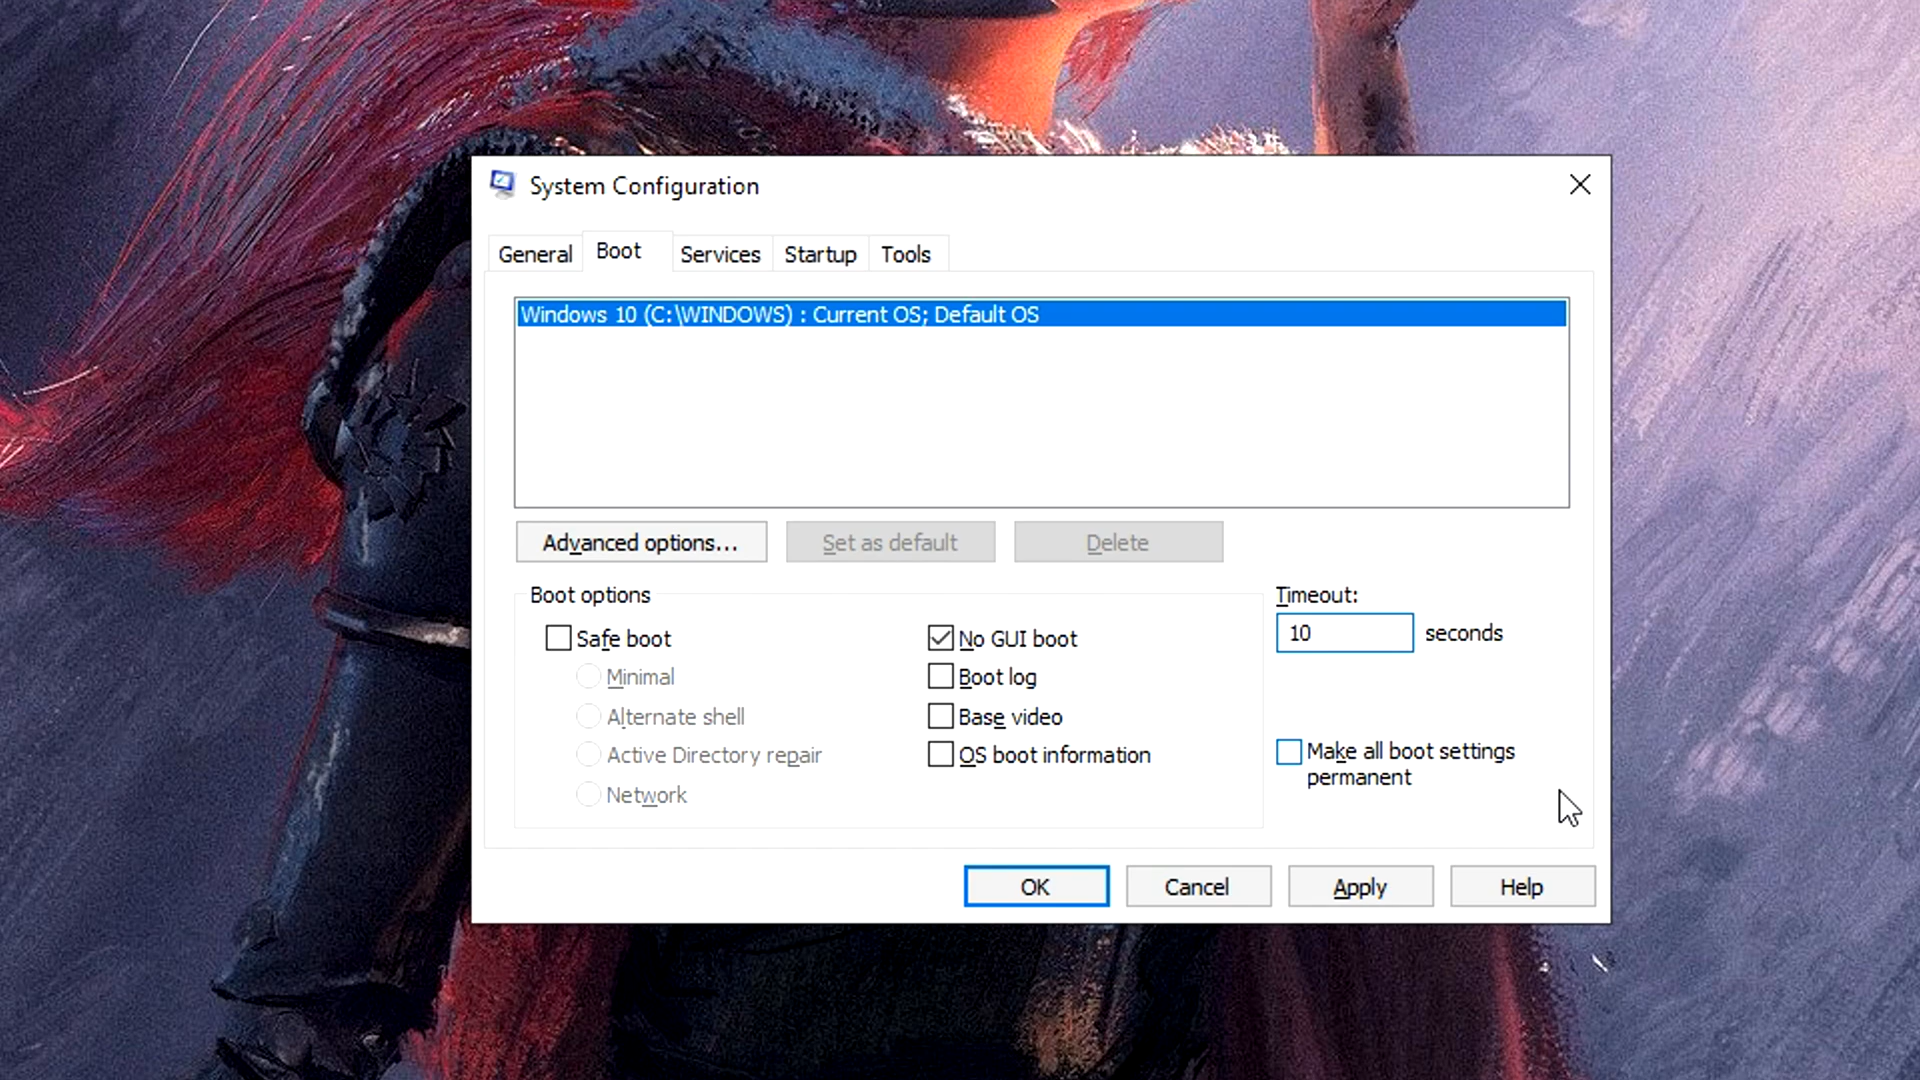 System Configuration
General
Boot
Services
Startup
Tools
Windows 10 (C:\WINDOWS) : Current OS; Default OS
Advanced options...
Set as default
Delete
Boot options
Timeout:
Safe boot
No GUI boot
10
seconds
Minimal
Boot log
Alternate shell
Base video
Active Directory repair
OS boot information
Make all boot settings
permanent
Network
OK
Cancel
Apply
Help